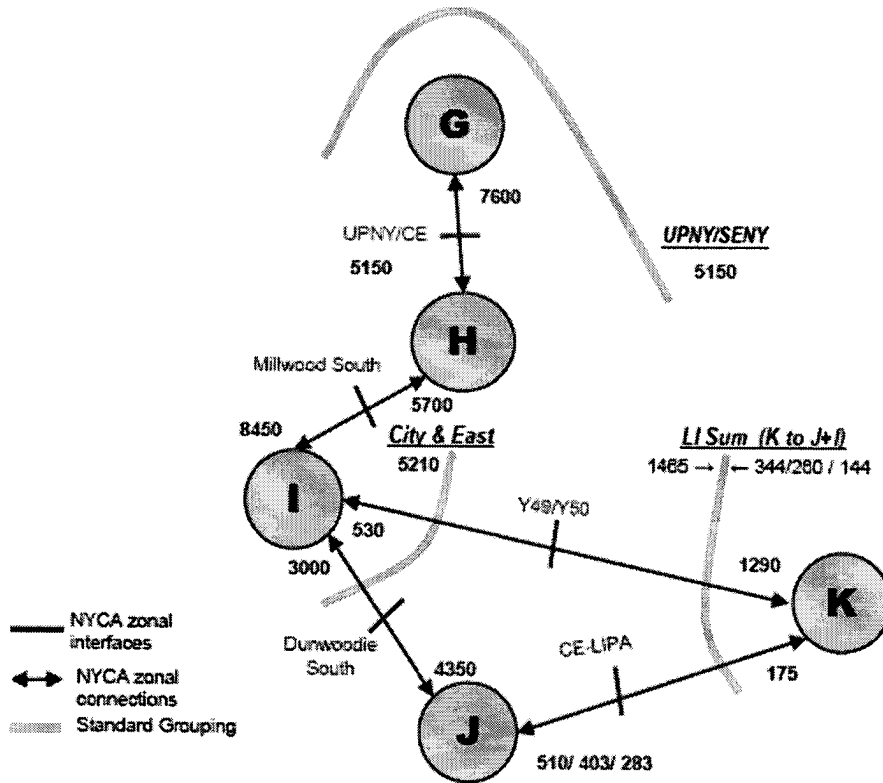 G
7600
UPNY/CE
5150
UPNY/SENY
5150
H
Millwood South
5700
8450
City & East
5210
LI Sum (K to J+I)
1465 → ← 344/260 / 144
I
530
3000
Y49/Y50
1290
K
NYCA zonal
interfaces
NYCA zonal
connections
Standard Grouping
Dunwoodie
South
4350
CE-LIPA
175
J
510/ 403/ 283